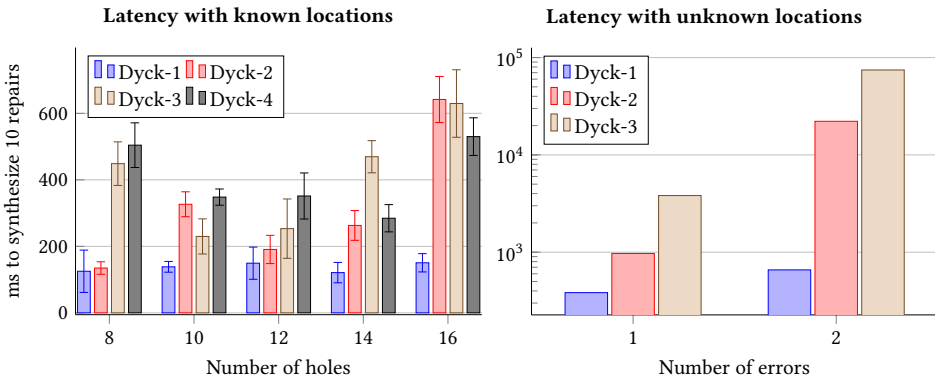 Latency with known locations
ms to synthesize 10 repairs
600
400
200
0
Dyck-1 Dyck-2
Dyck-3 Dyck-4
8 10 12 14 16
Number of holes
Latency with unknown locations
10^5
10^4
10^3
Dyck-1
Dyck-2
Dyck-3
1 2
Number of errors